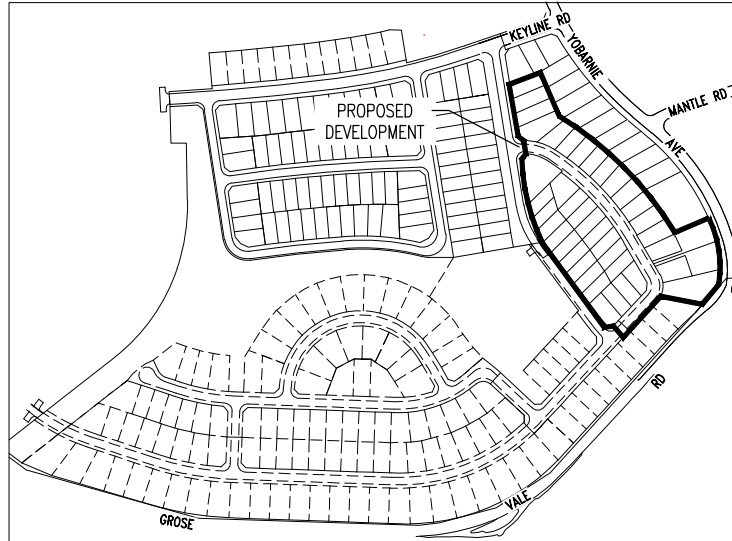 KEYLINE RD
YOBARNIE
AVE
MANTLE RD
PROPOSED
DEVELOPMENT
RD
VALE
GROSE